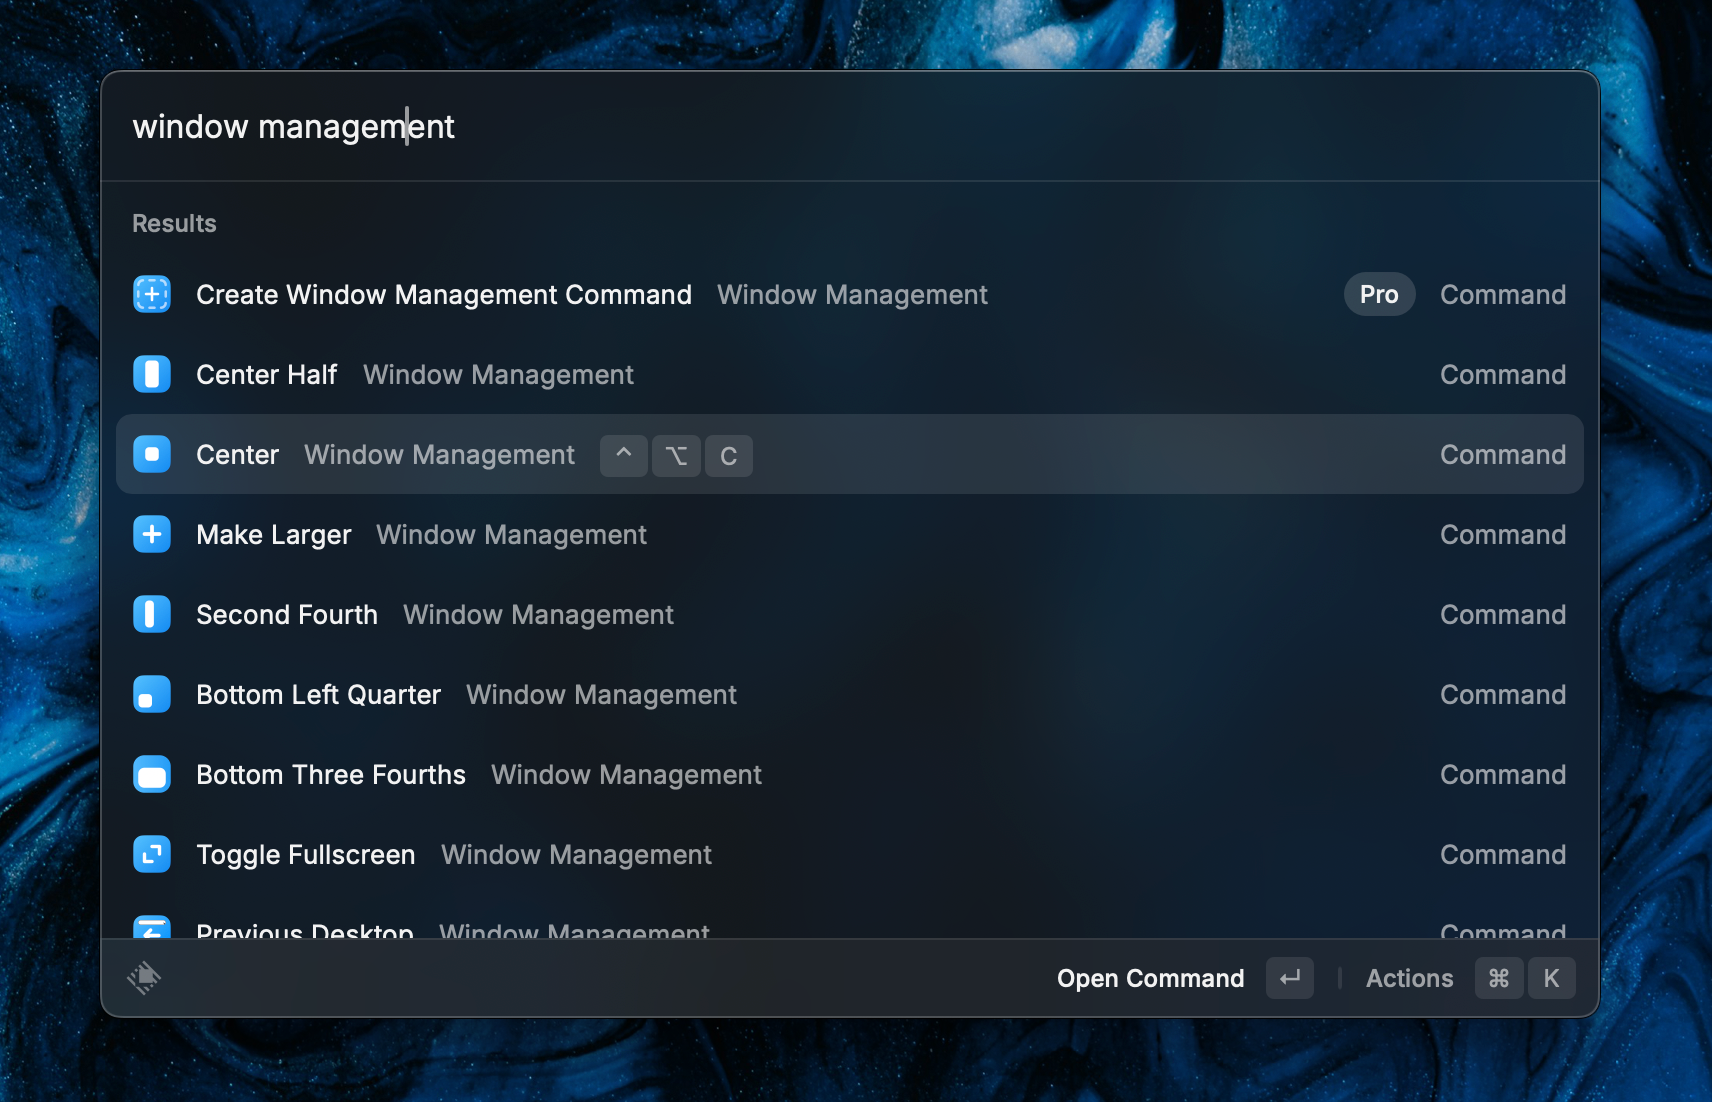 window management
Results
Create Window Management Command Window Management Pro Command
Center Half Window Management Command
Center Window Management ^ ⌥ C Command
Make Larger Window Management Command
Second Fourth Window Management Command
Bottom Left Quarter Window Management Command
Bottom Three Fourths Window Management Command
Toggle Fullscreen Window Management Command
Previous Desktop Window Management Command
Open Command ↵ | Actions ⌘ K